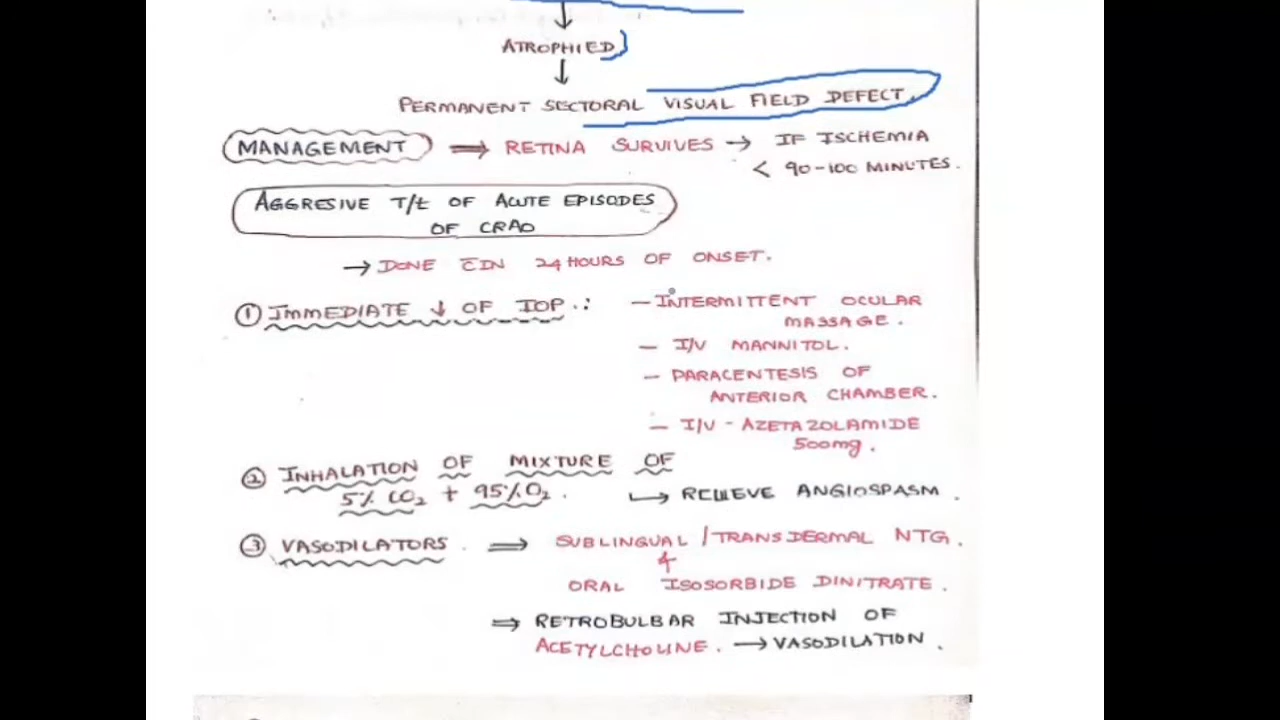 ATROPHIED
PERMANENT SECTORAL VISUAL FIELD DEFECT.
MANAGEMENT ⇒ RETINA SURVIVES → IF ISCHEMIA
< 90-100 MINUTES.
AGGRESIVE T/t OF ACUTE EPISODES
OF CRAO
→ DONE C̄IN 24 HOURS OF ONSET.
① IMMEDIATE ↓ OF IOP .: — INTERMITTENT OCULAR
MASSAGE.
— I/V MANNITOL.
— PARACENTESIS OF
ANTERIOR CHAMBER.
— I/V - AZETAZOLAMIDE
500mg.
② INHALATION OF MIXTURE OF
5% CO₂ + 95% O₂. ↳ RELIEVE ANGIOSPASM.
③ VASODILATORS. ⇒ SUBLINGUAL / TRANSDERMAL NTG.
&
ORAL ISOSORBIDE DINITRATE.
⇒ RETROBULBAR INJECTION OF
ACETYLCHOLINE. → VASODILATION.